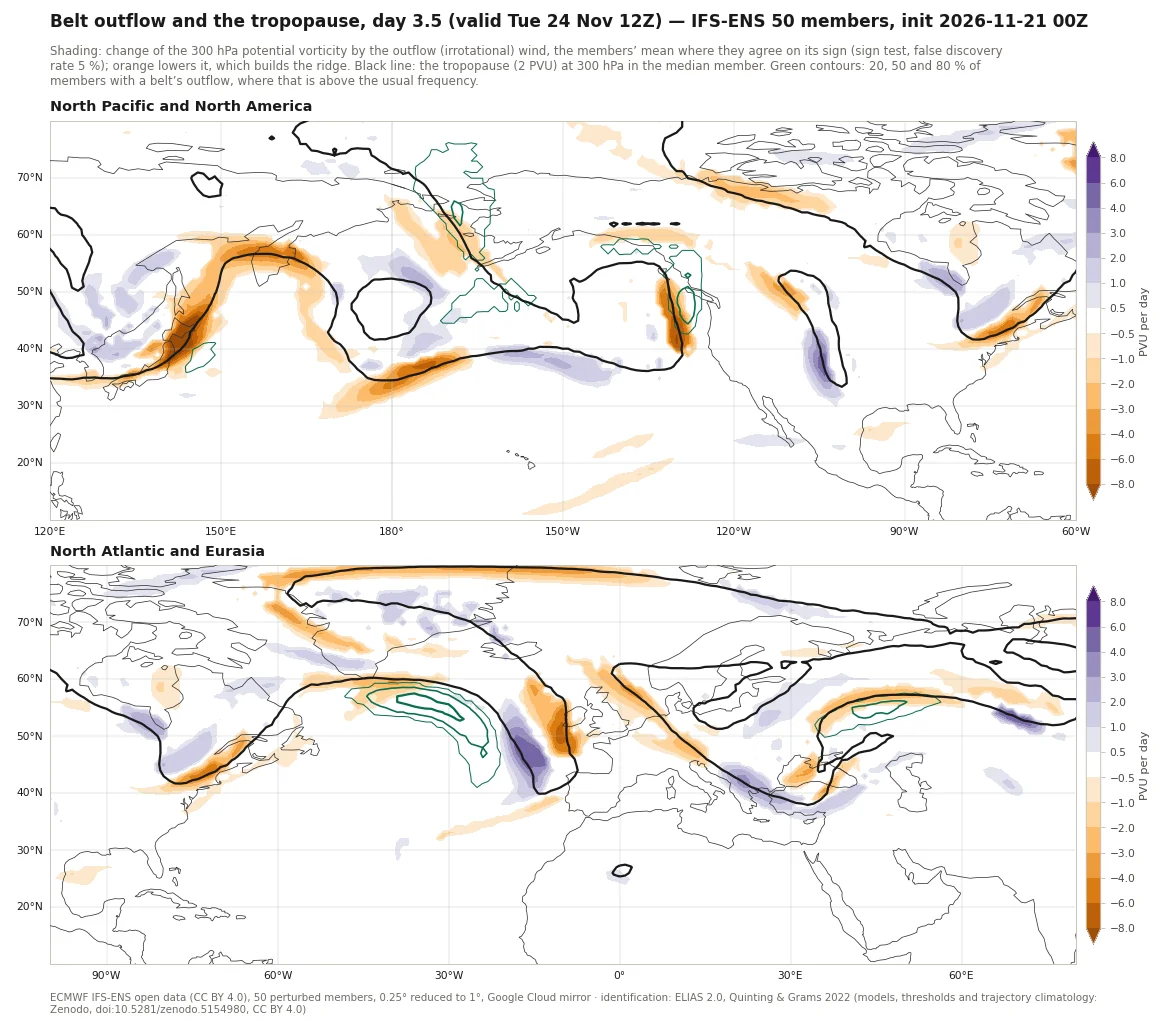 Belt outflow and the tropopause, day 3.5 (valid Tue 24 Nov 12Z) — IFS-ENS 50 members, init 2026-11-21 00Z
Shading: change of the 300 hPa potential vorticity by the outflow (irrotational) wind, the members’ mean where they agree on its sign (sign test, false discovery
rate 5 %); orange lowers it, which builds the ridge. Black line: the tropopause (2 PVU) at 300 hPa in the median member. Green contours: 20, 50 and 80 % of
members with a belt’s outflow, where that is above the usual frequency.
North Pacific and North America
70°N
60°N
50°N
40°N
30°N
20°N
120°E 150°E 180° 150°W 120°W 90°W 60°W
8.0
6.0
4.0
3.0
2.0
1.0
0.5
−0.5
−1.0
−2.0
−3.0
−4.0
−6.0
−8.0
PVU per day
North Atlantic and Eurasia
70°N
60°N
50°N
40°N
30°N
20°N
90°W 60°W 30°W 0° 30°E 60°E
8.0
6.0
4.0
3.0
2.0
1.0
0.5
−0.5
−1.0
−2.0
−3.0
−4.0
−6.0
−8.0
PVU per day
ECMWF IFS-ENS open data (CC BY 4.0), 50 perturbed members, 0.25° reduced to 1°, Google Cloud mirror · identification: ELIAS 2.0, Quinting & Grams 2022 (models, thresholds and trajectory climatology:
Zenodo, doi:10.5281/zenodo.5154980, CC BY 4.0)